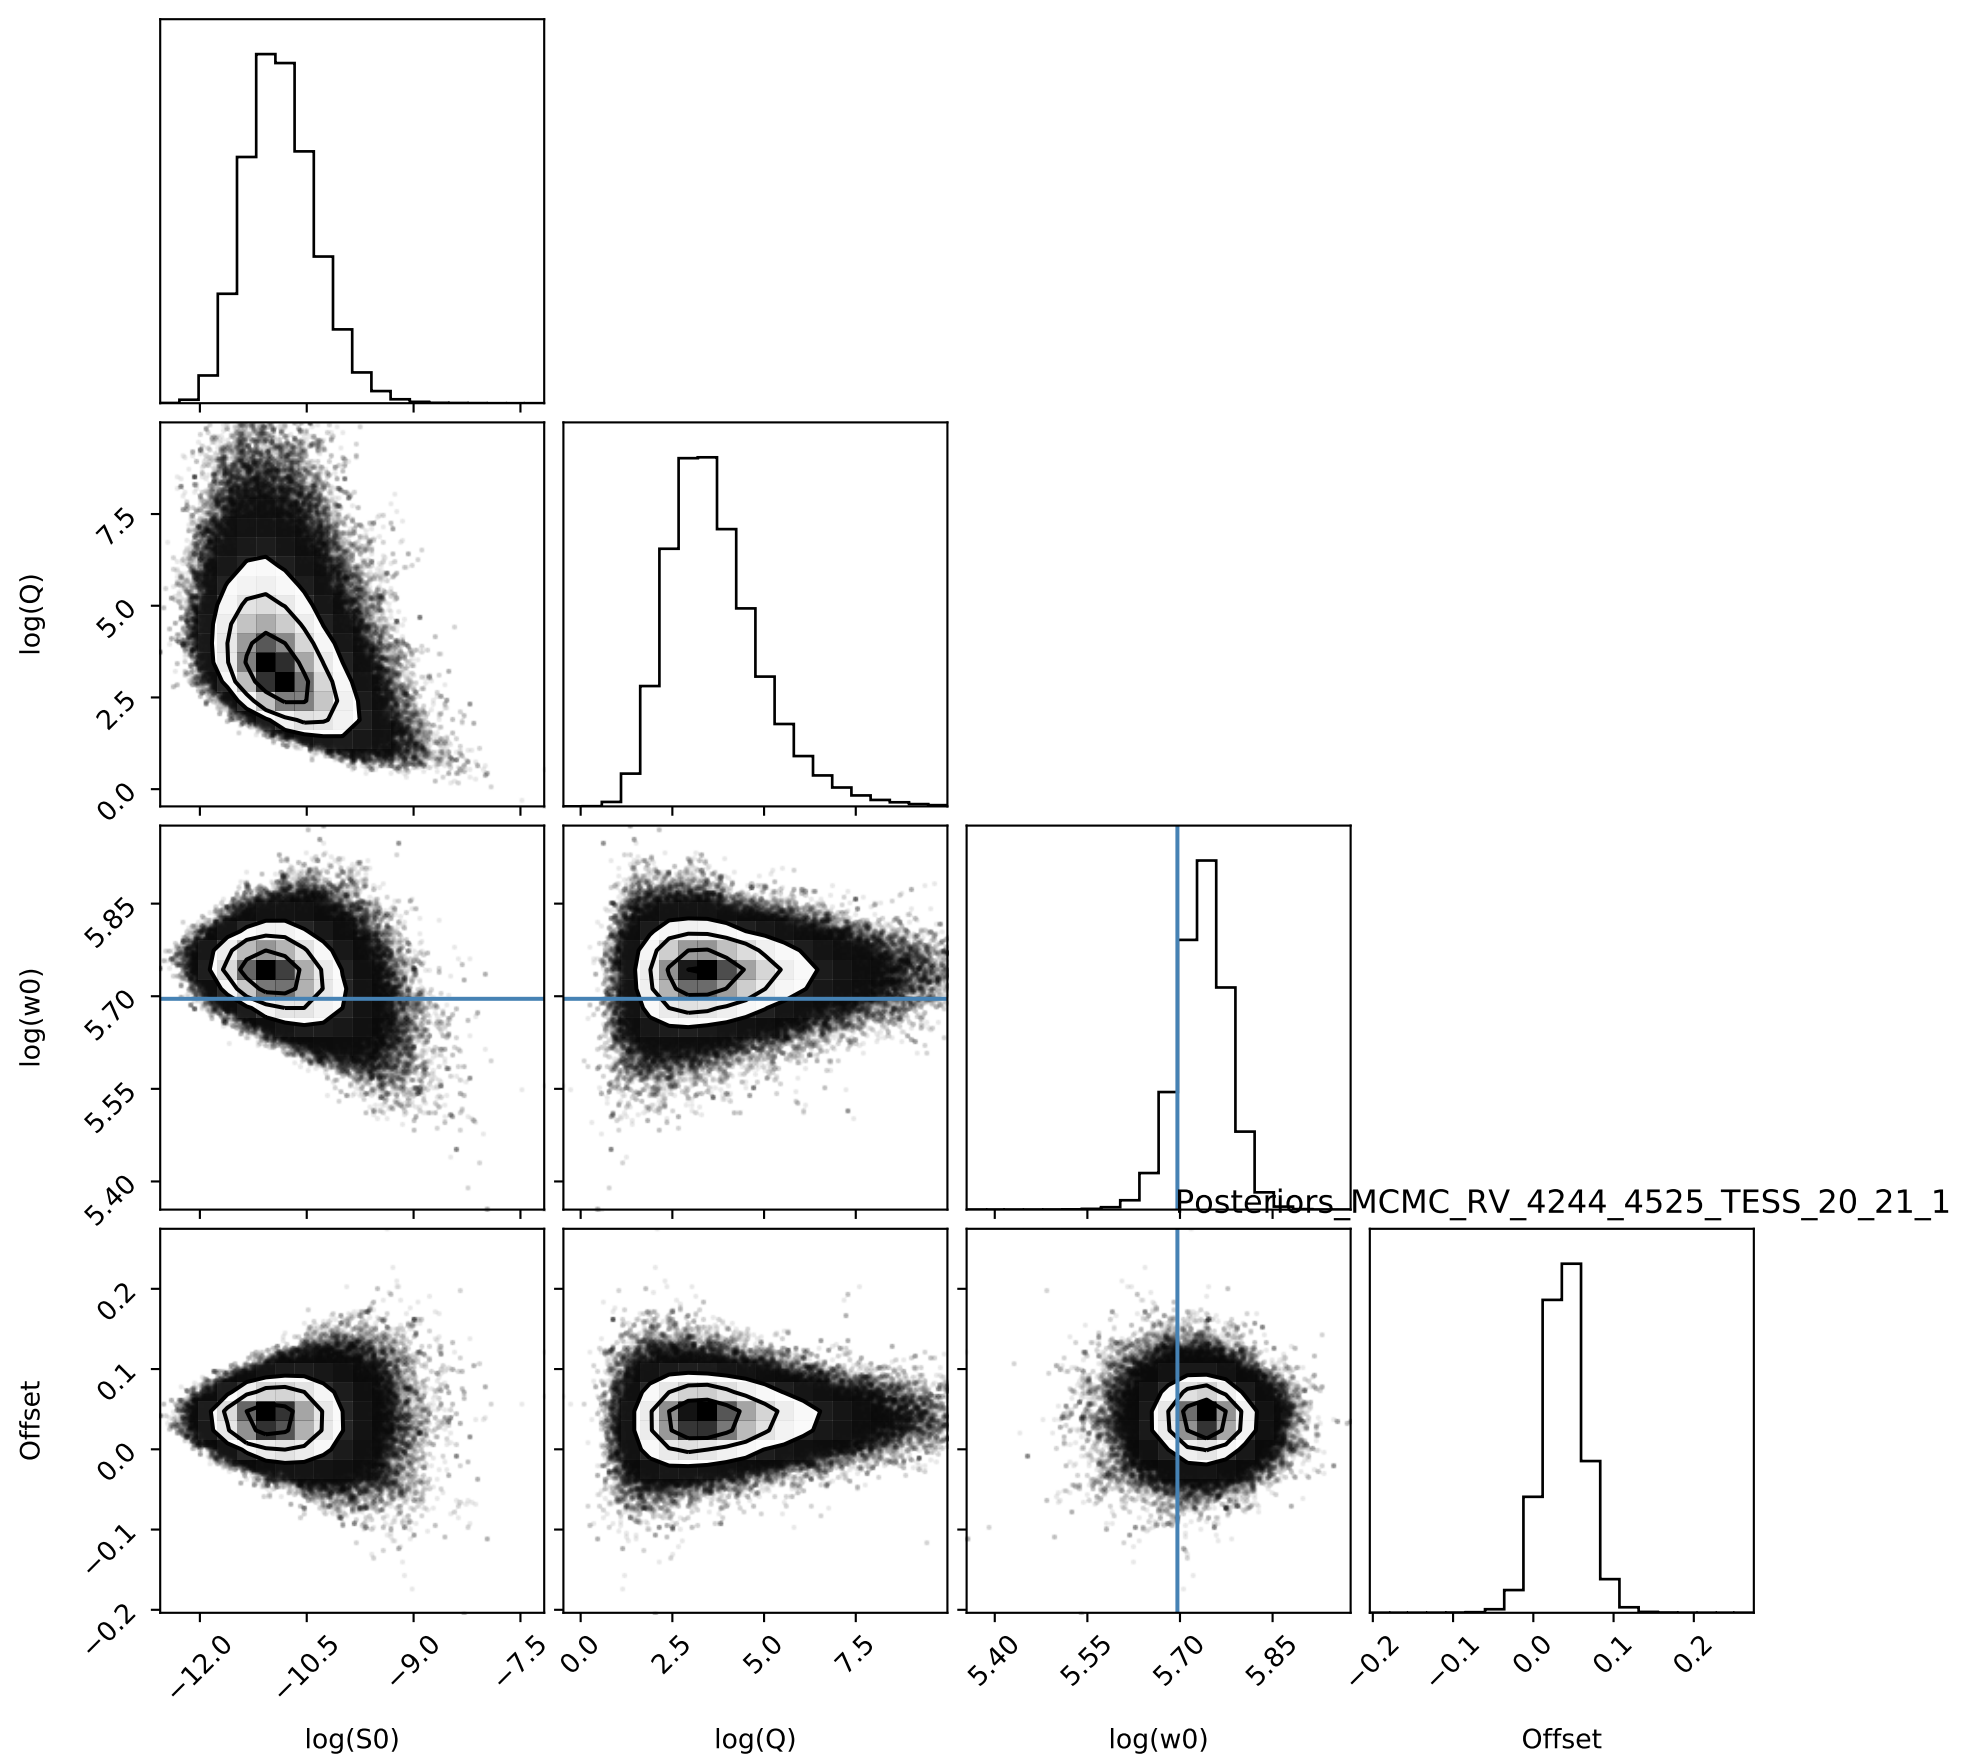 log(Q)
7.5
5.0
2.5
0.0
log(w0)
5.85
5.70
5.55
5.40
Posteriors_MCMC_RV_4244_4525_TESS_20_21_1
Offset
0.2
0.1
0.0
−0.1
−0.2
−12.0 −10.5 −9.0 −7.5 0.0 2.5 5.0 7.5 5.40 5.55 5.70 5.85 −0.2 −0.1 0.0 0.1 0.2
log(S0) log(Q) log(w0) Offset